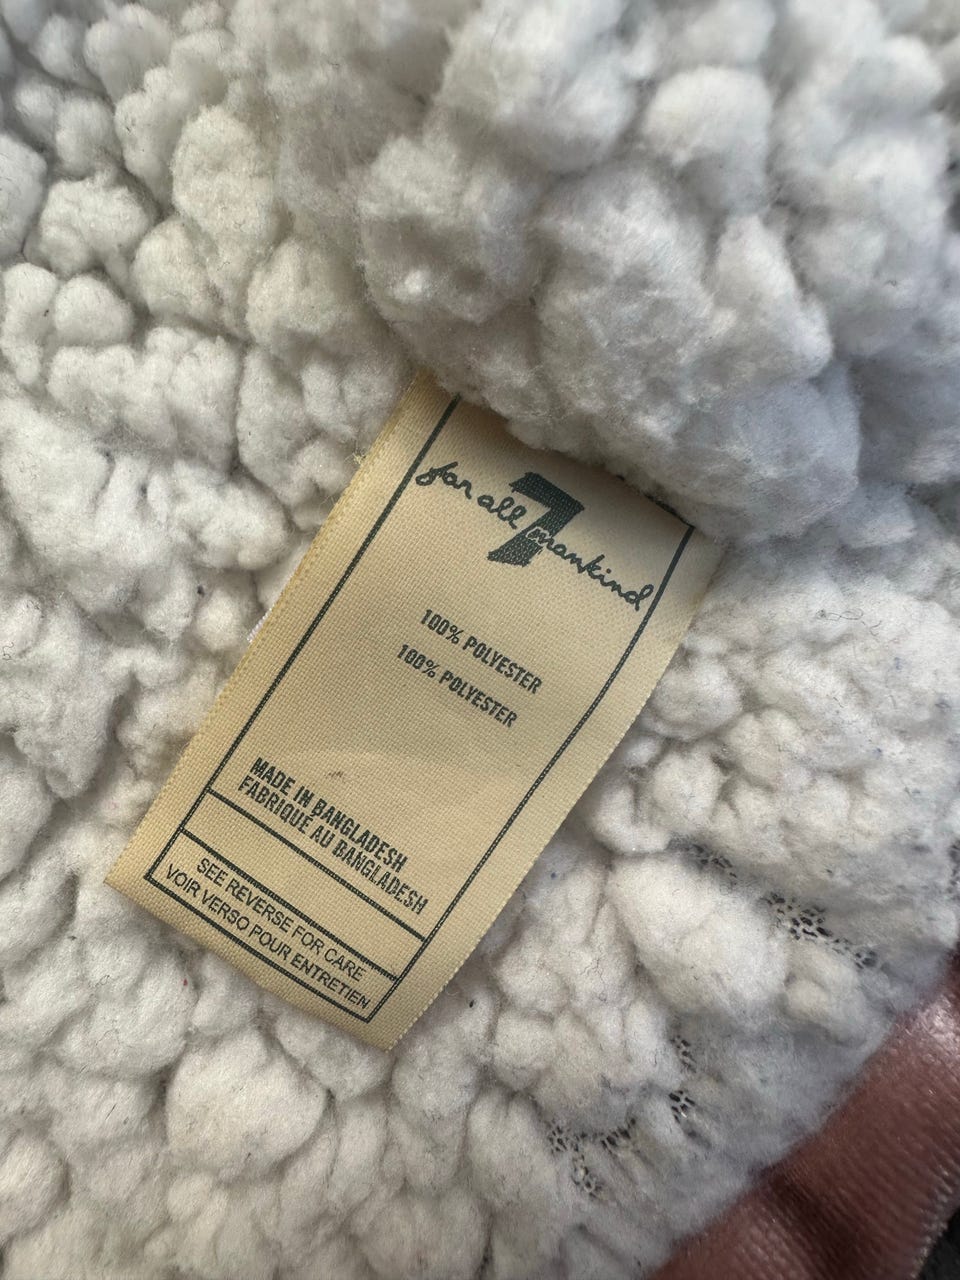 for all 7 mankind
100% POLYESTER
100% POLYESTER
MADE IN BANGLADESH
FABRIQUÉ AU BANGLADESH
SEE REVERSE FOR CARE
VOIR VERSO POUR ENTRETIEN